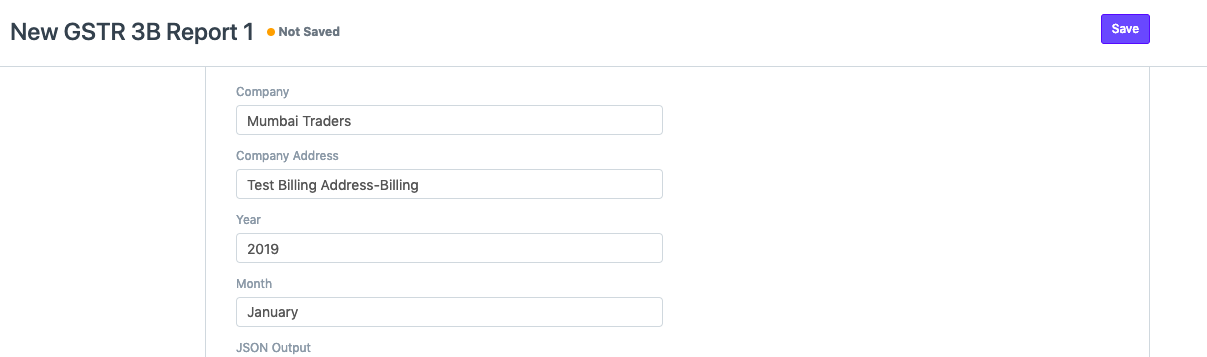 New GSTR 3B Report 1 Not Saved Save
Company
Mumbai Traders
Company Address
Test Billing Address-Billing
Year
2019
Month
January
JSON Output